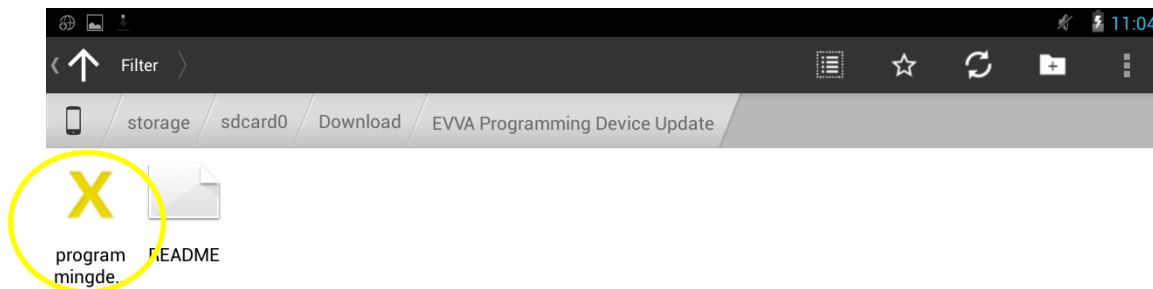 11:04
Filter
storage sdcard0 Download EVVA Programming Device Update
X
program README
mingde..